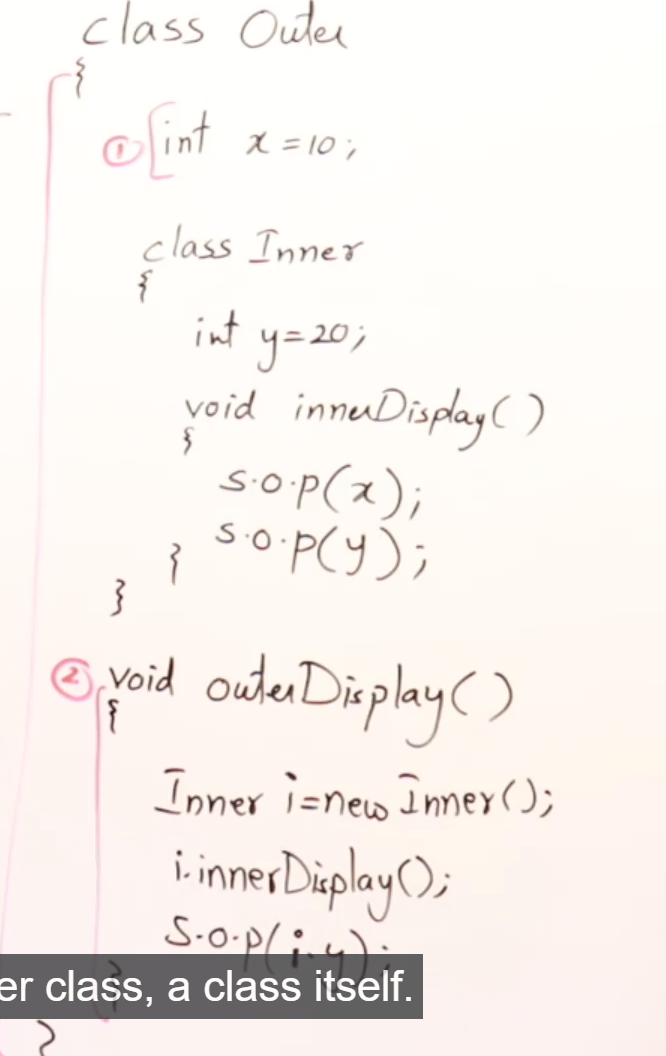 class Outer
{
① int x = 10;
class Inner
{
int y = 20;
void innerDisplay()
{
s.o.p(x);
s.o.p(y);
}
}
② void outerDisplay()
{
Inner i=new Inner();
i.innerDisplay();
S.o.p(i.y);
}
}
er class, a class itself.